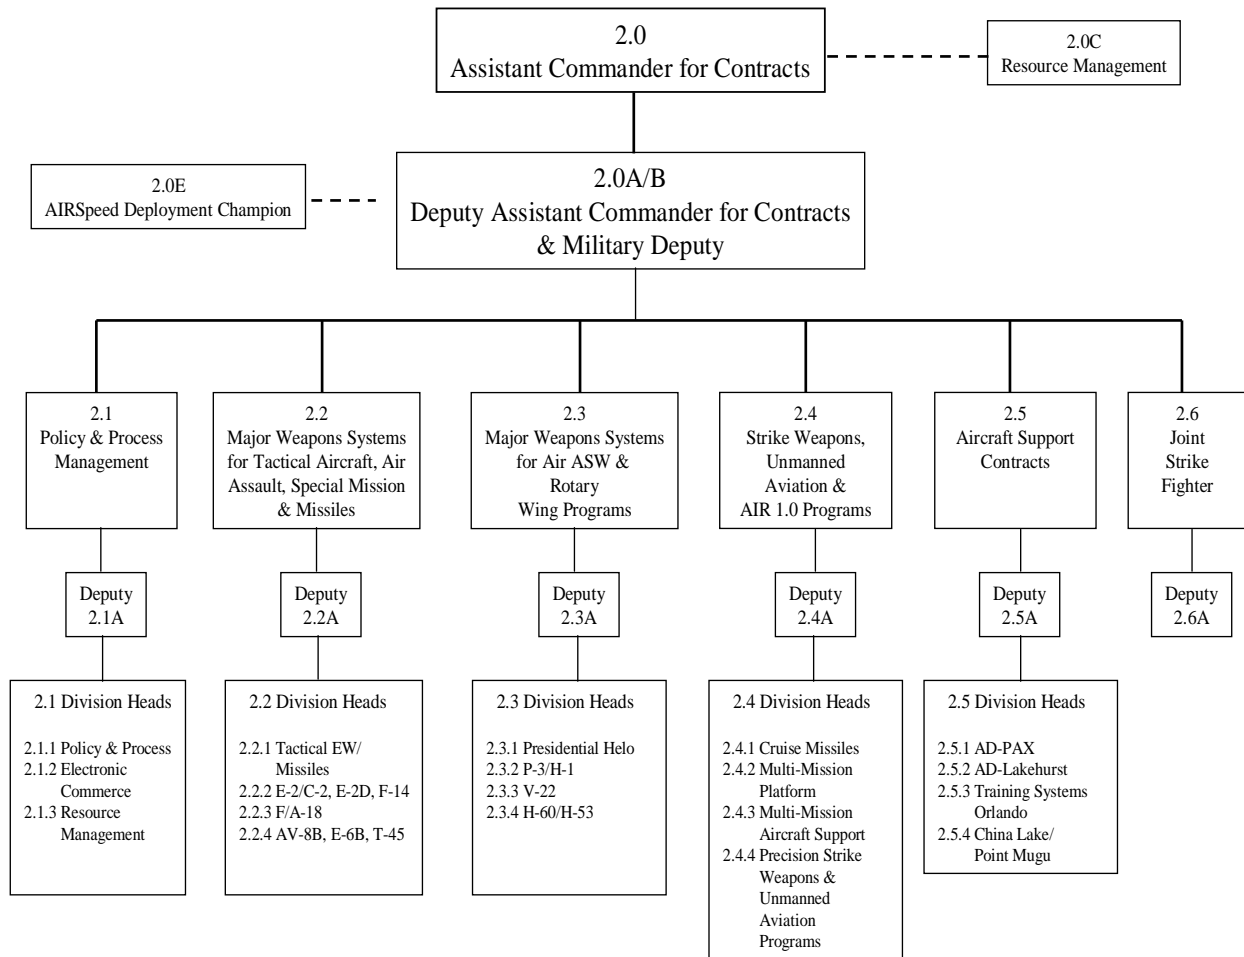 2.0
Assistant Commander for Contracts
2.0C
Resource Management
2.0E
AIRSpeed Deployment Champion
2.0A/B
Deputy Assistant Commander for Contracts
& Military Deputy
2.1
Policy & Process
Management
2.2
Major Weapons Systems
for Tactical Aircraft, Air
Assault, Special Mission
& Missiles
2.3
Major Weapons Systems
for Air ASW &
Rotary
Wing Programs
2.4
Strike Weapons,
Unmanned
Aviation &
AIR 1.0 Programs
2.5
Aircraft Support
Contracts
2.6
Joint
Strike
Fighter
Deputy
2.1A
Deputy
2.2A
Deputy
2.3A
Deputy
2.4A
Deputy
2.5A
Deputy
2.6A
2.1 Division Heads
2.1.1 Policy & Process
2.1.2 Electronic
Commerce
2.1.3 Resource
Management
2.2 Division Heads
2.2.1 Tactical EW/
Missiles
2.2.2 E-2/C-2, E-2D, F-14
2.2.3 F/A-18
2.2.4 AV-8B, E-6B, T-45
2.3 Division Heads
2.3.1 Presidential Helo
2.3.2 P-3/H-1
2.3.3 V-22
2.3.4 H-60/H-53
2.4 Division Heads
2.4.1 Cruise Missiles
2.4.2 Multi-Mission
Platform
2.4.3 Multi-Mission
Aircraft Support
2.4.4 Precision Strike
Weapons &
Unmanned
Aviation
Programs
2.5 Division Heads
2.5.1 AD-PAX
2.5.2 AD-Lakehurst
2.5.3 Training Systems
Orlando
2.5.4 China Lake/
Point Mugu